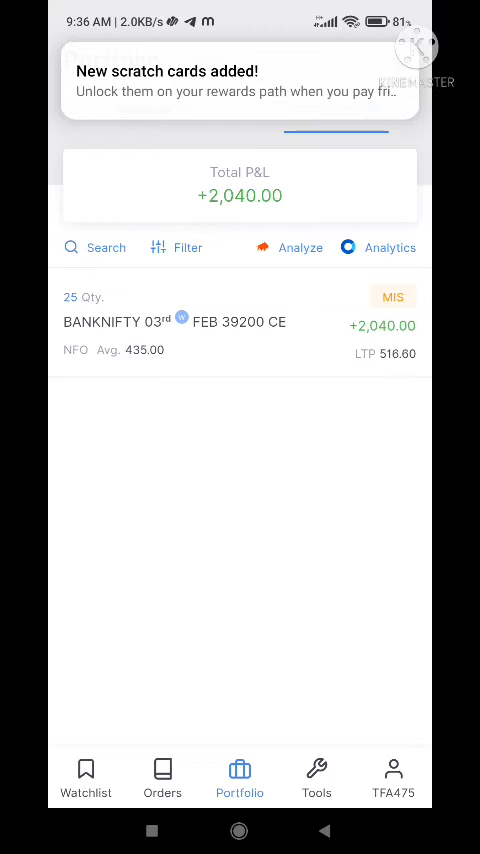 9:36 AM | 2.0KB/s
81%
K
KINEMASTER
New scratch cards added!
Unlock them on your rewards path when you pay fri..
Total P&L
+2,040.00
Search Filter Analyze Analytics
25 Qty. MIS
BANKNIFTY 03rd W FEB 39200 CE +2,040.00
NFO Avg. 435.00 LTP 516.60
Watchlist Orders Portfolio Tools TFA475